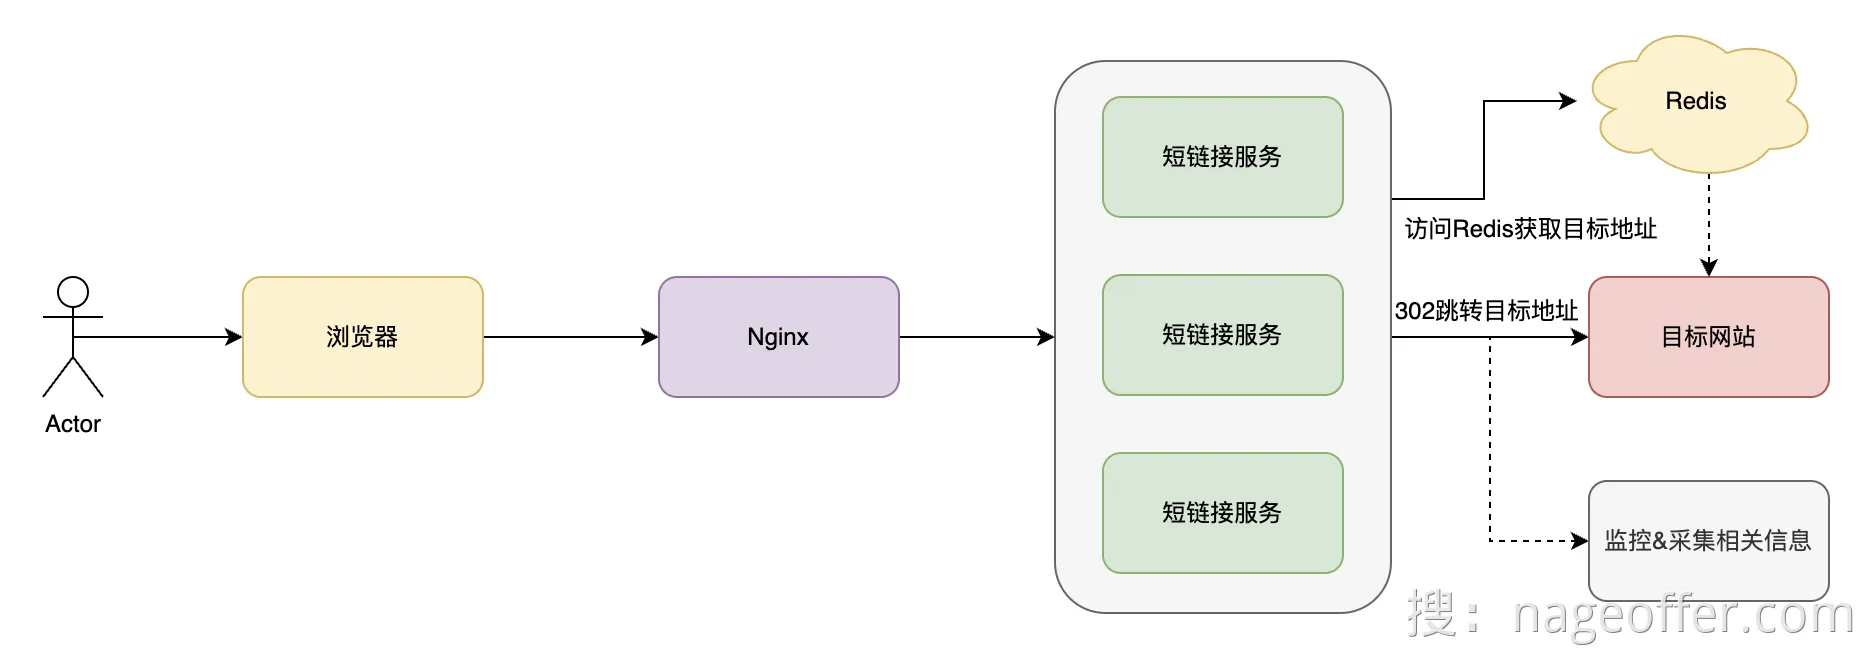 Actor
浏览器
Nginx
短链接服务
短链接服务
短链接服务
Redis
访问Redis获取目标地址
302跳转目标地址
目标网站
监控&采集相关信息
搜：nageoffer.com